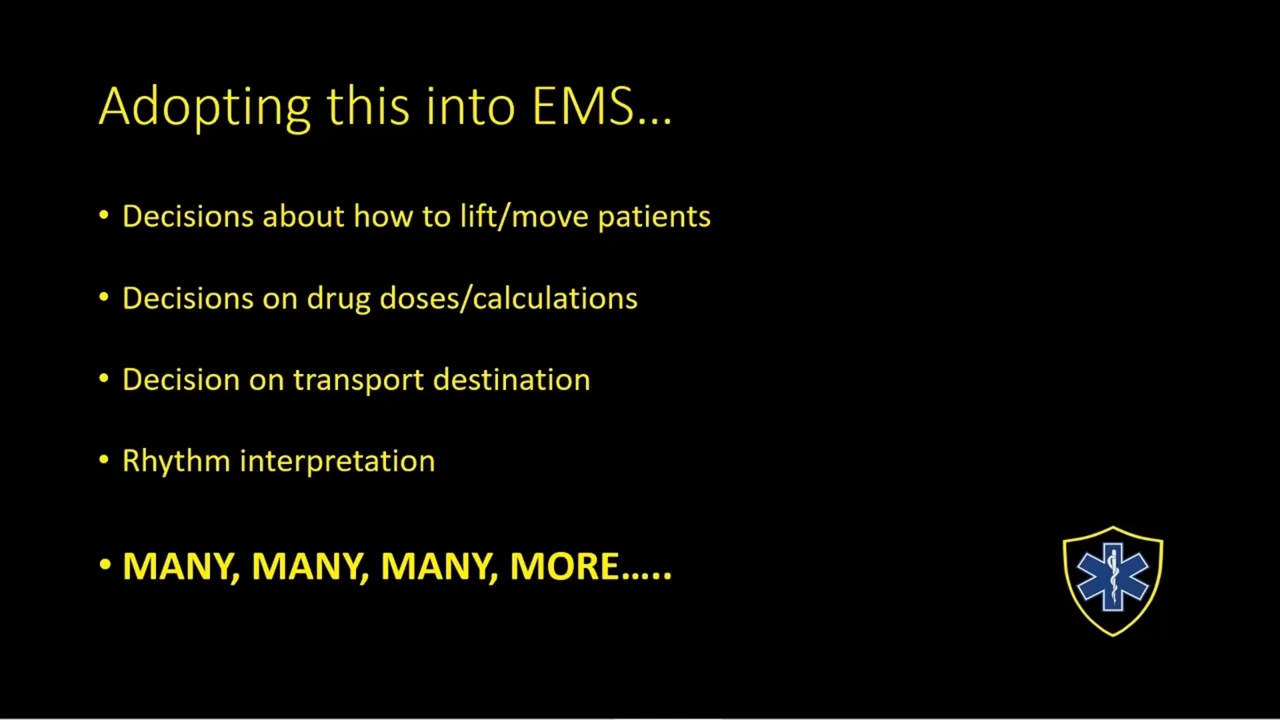 Adopting this into EMS...
• Decisions about how to lift/move patients
• Decisions on drug doses/calculations
• Decision on transport destination
• Rhythm interpretation
• MANY, MANY, MANY, MORE.....